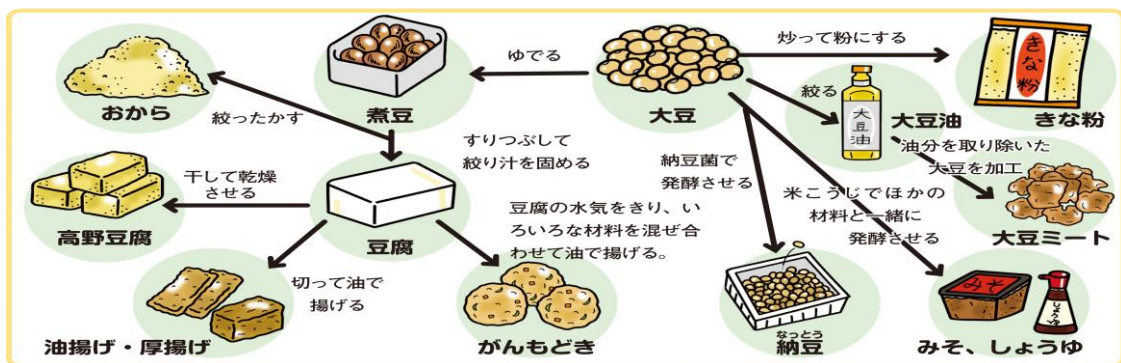 おから
絞ったかす
煮豆
ゆでる
大豆
炒って粉にする
きな粉
きな粉
絞る
大豆油
大豆油
油分を取り除いた
大豆を加工
大豆ミート
すりつぶして
絞り汁を固める
納豆菌で
発酵させる
米こうじでほかの
材料と一緒に
発酵させる
干して乾燥
させる
高野豆腐
豆腐
豆腐の水気をきり、い
ろいろな材料を混ぜ合
わせて油で揚げる。
切って油で
揚げる
油揚げ・厚揚げ
がんもどき
なっとう
納豆
みそ
しょうゆ
みそ、しょうゆ